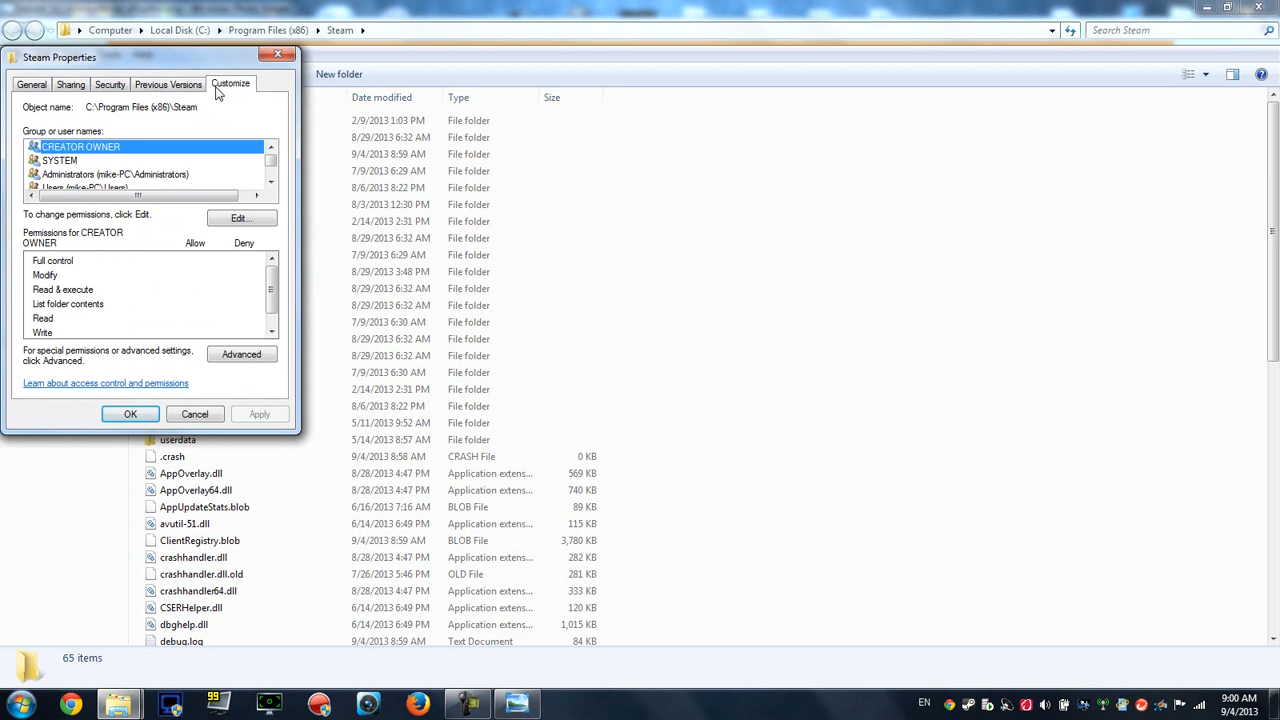 Computer
Local Disk (C:)
Program Files (x86)
Steam
Search Steam
Steam Properties
New folder
General
Sharing
Security
Previous Versions
Customize
Object name: C:\Program Files (x86)\Steam
Group or user names:
CREATOR OWNER
SYSTEM
Administrators (mike-PC\Administrators)
Users (mike-PC\Users)
To change permissions, click Edit.
Edit...
Permissions for CREATOR
OWNER
Allow
Deny
Full control
Modify
Read & execute
List folder contents
Read
Write
For special permissions or advanced settings,
click Advanced.
Advanced
Learn about access control and permissions
OK
Cancel
Apply
Date modified Type Size
2/9/2013 1:03 PM File folder
8/29/2013 6:32 AM File folder
9/4/2013 8:59 AM File folder
7/9/2013 6:29 AM File folder
8/6/2013 8:22 PM File folder
8/3/2013 12:30 PM File folder
2/14/2013 2:31 PM File folder
8/29/2013 6:32 AM File folder
7/9/2013 6:29 AM File folder
8/29/2013 3:48 PM File folder
8/29/2013 6:32 AM File folder
8/29/2013 6:32 AM File folder
7/9/2013 6:30 AM File folder
8/29/2013 6:32 AM File folder
8/29/2013 6:32 AM File folder
7/9/2013 6:30 AM File folder
2/14/2013 2:31 PM File folder
8/6/2013 8:22 PM File folder
5/11/2013 9:52 AM File folder
userdata 5/14/2013 8:57 AM File folder
.crash 9/4/2013 8:58 AM CRASH File 0 KB
AppOverlay.dll 8/28/2013 4:47 PM Application extens... 569 KB
AppOverlay64.dll 8/28/2013 4:47 PM Application extens... 740 KB
AppUpdateStats.blob 6/16/2013 7:16 AM BLOB File 89 KB
avutil-51.dll 6/14/2013 6:49 PM Application extens... 115 KB
ClientRegistry.blob 9/4/2013 8:59 AM BLOB File 3,780 KB
crashhandler.dll 8/28/2013 4:47 PM Application extens... 282 KB
crashhandler.dll.old 7/26/2013 5:46 PM OLD File 281 KB
crashhandler64.dll 8/28/2013 4:47 PM Application extens... 333 KB
CSERHelper.dll 6/14/2013 6:49 PM Application extens... 120 KB
dbghelp.dll 6/14/2013 6:49 PM Application extens... 1,015 KB
debug.log 9/4/2013 8:59 AM Text Document 84 KB
65 items
99
EN
9:00 AM
9/4/2013